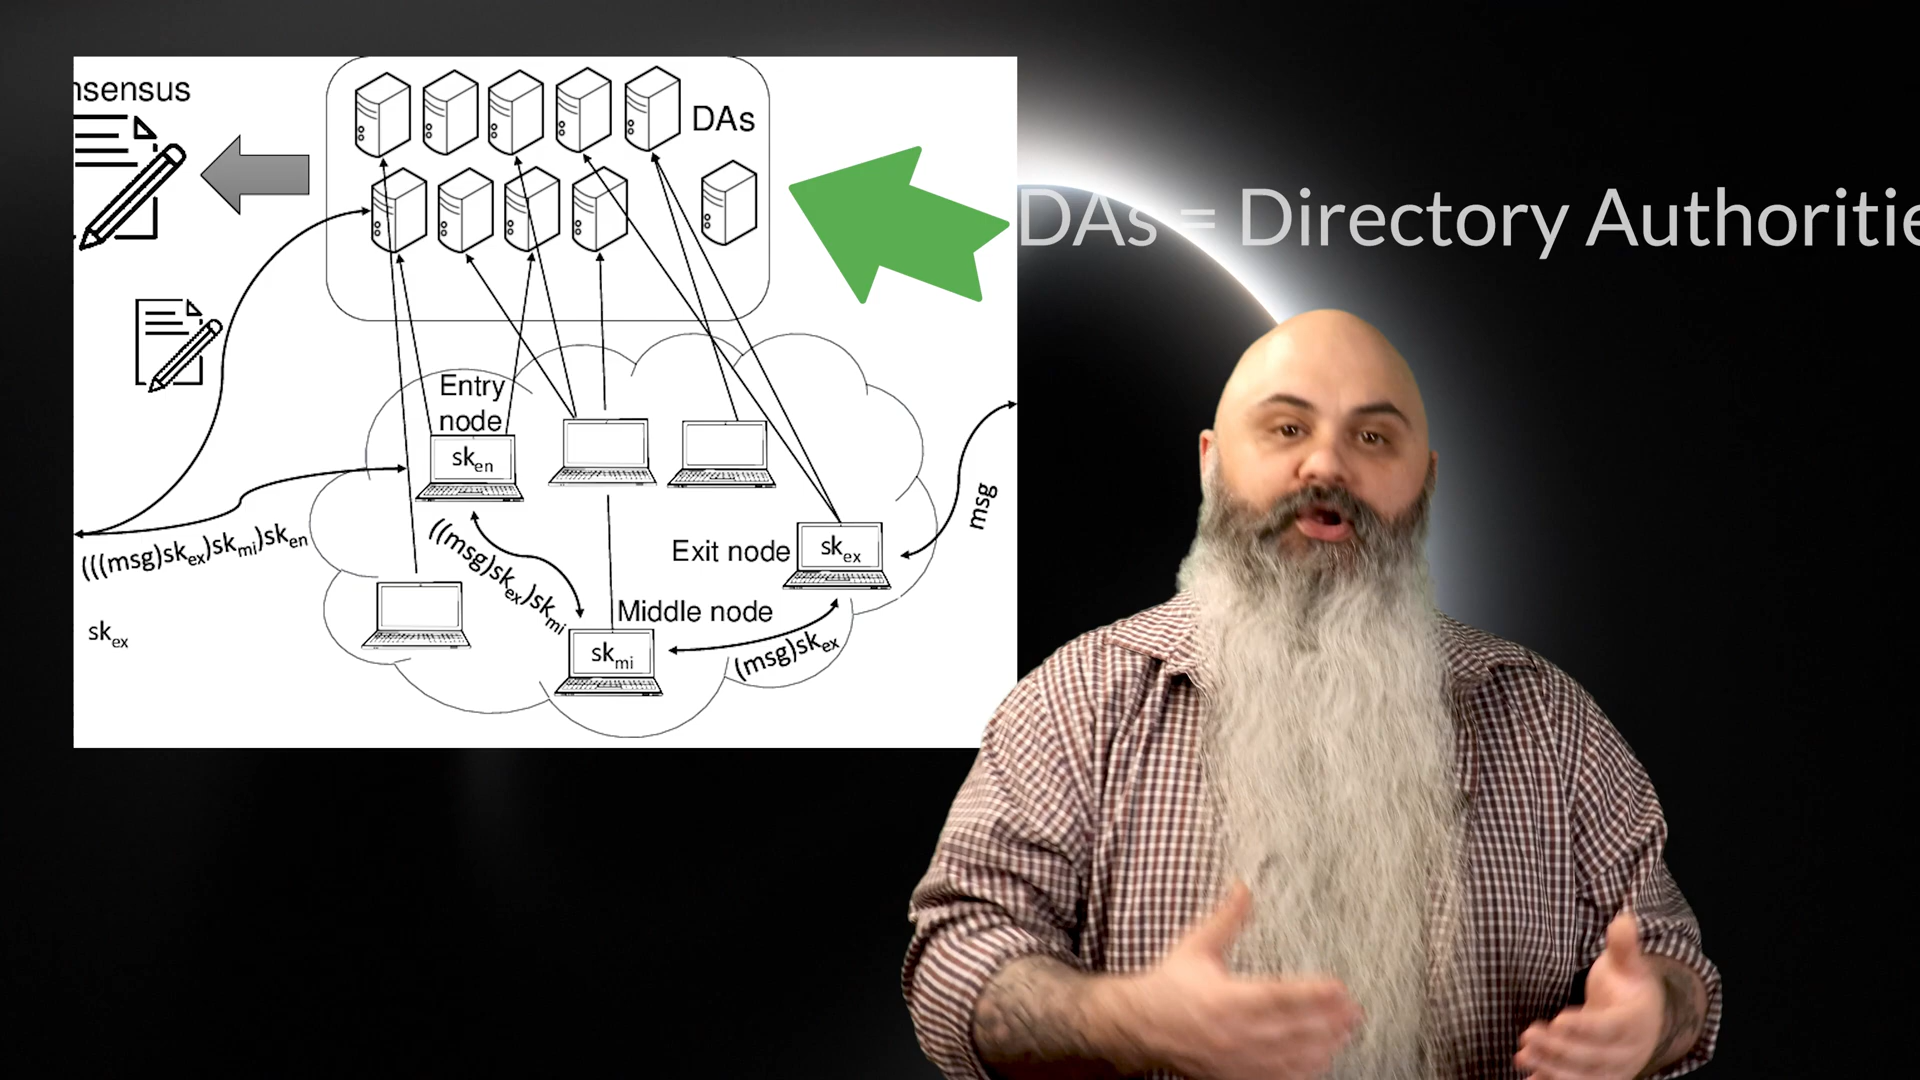 nsensus
DAs
DAs = Directory Authoritie
Entry
node
sk_en
(((msg)sk_ex)sk_mi)sk_en
((msg)sk_ex)sk_mi
Exit node
sk_ex
msg
Middle node
sk_mi
(msg)sk_ex
sk_ex